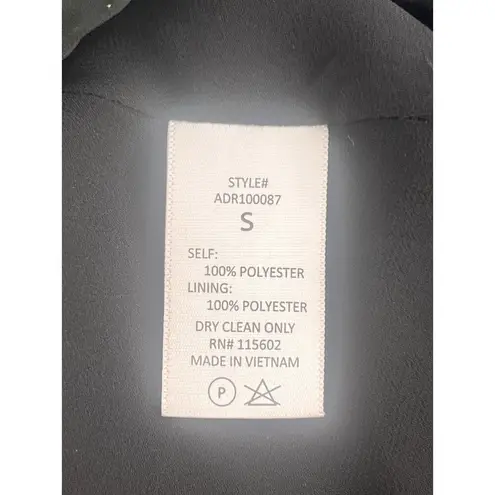 STYLE#
ADR100087
S
SELF:
100% POLYESTER
LINING:
100% POLYESTER
DRY CLEAN ONLY
RN# 115602
MADE IN VIETNAM
P